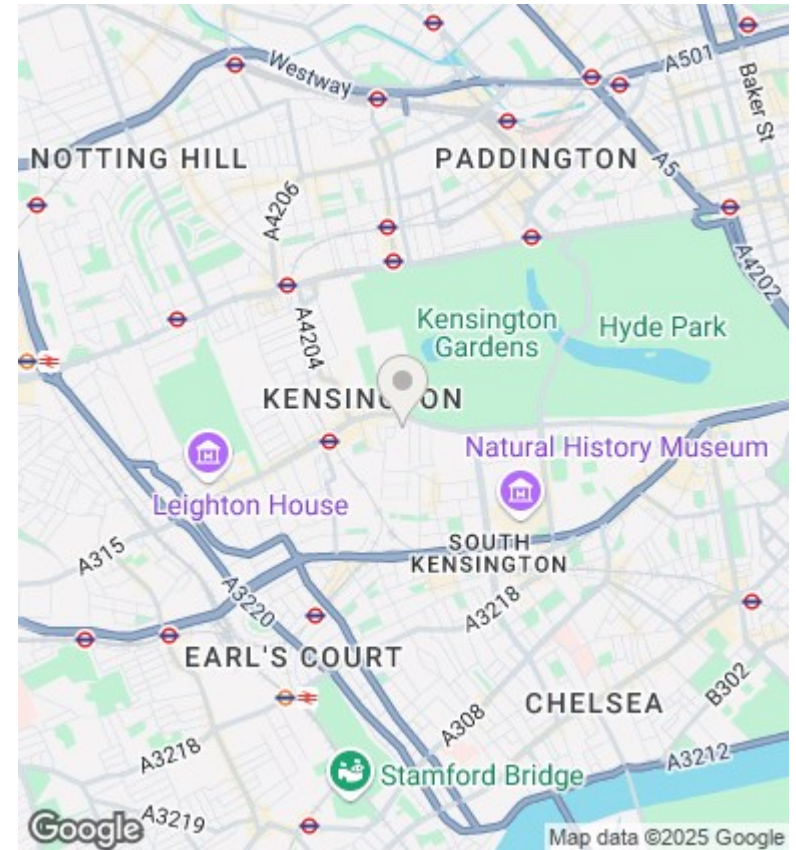 Westway
A501
Baker St
NOTTING HILL
PADDINGTON
A5
A4206
A4202
A4204
Kensington
Gardens
Hyde Park
KENSINGTON
Natural History Museum
Leighton House
SOUTH
KENSINGTON
A315
A3220
A3218
EARL'S COURT
B302
CHELSEA
A308
A3218
A3212
Stamford Bridge
A3219
Google
Map data ©2025 Google